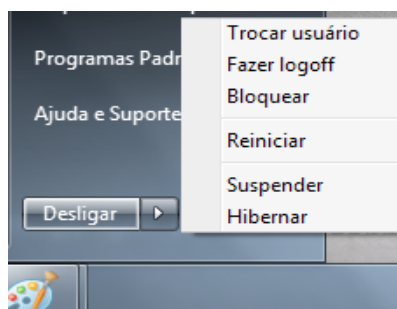 Trocar usuário
Programas Padr
Fazer logoff
Bloquear
Ajuda e Suporte
Reiniciar
Suspender
Desligar
Hibernar